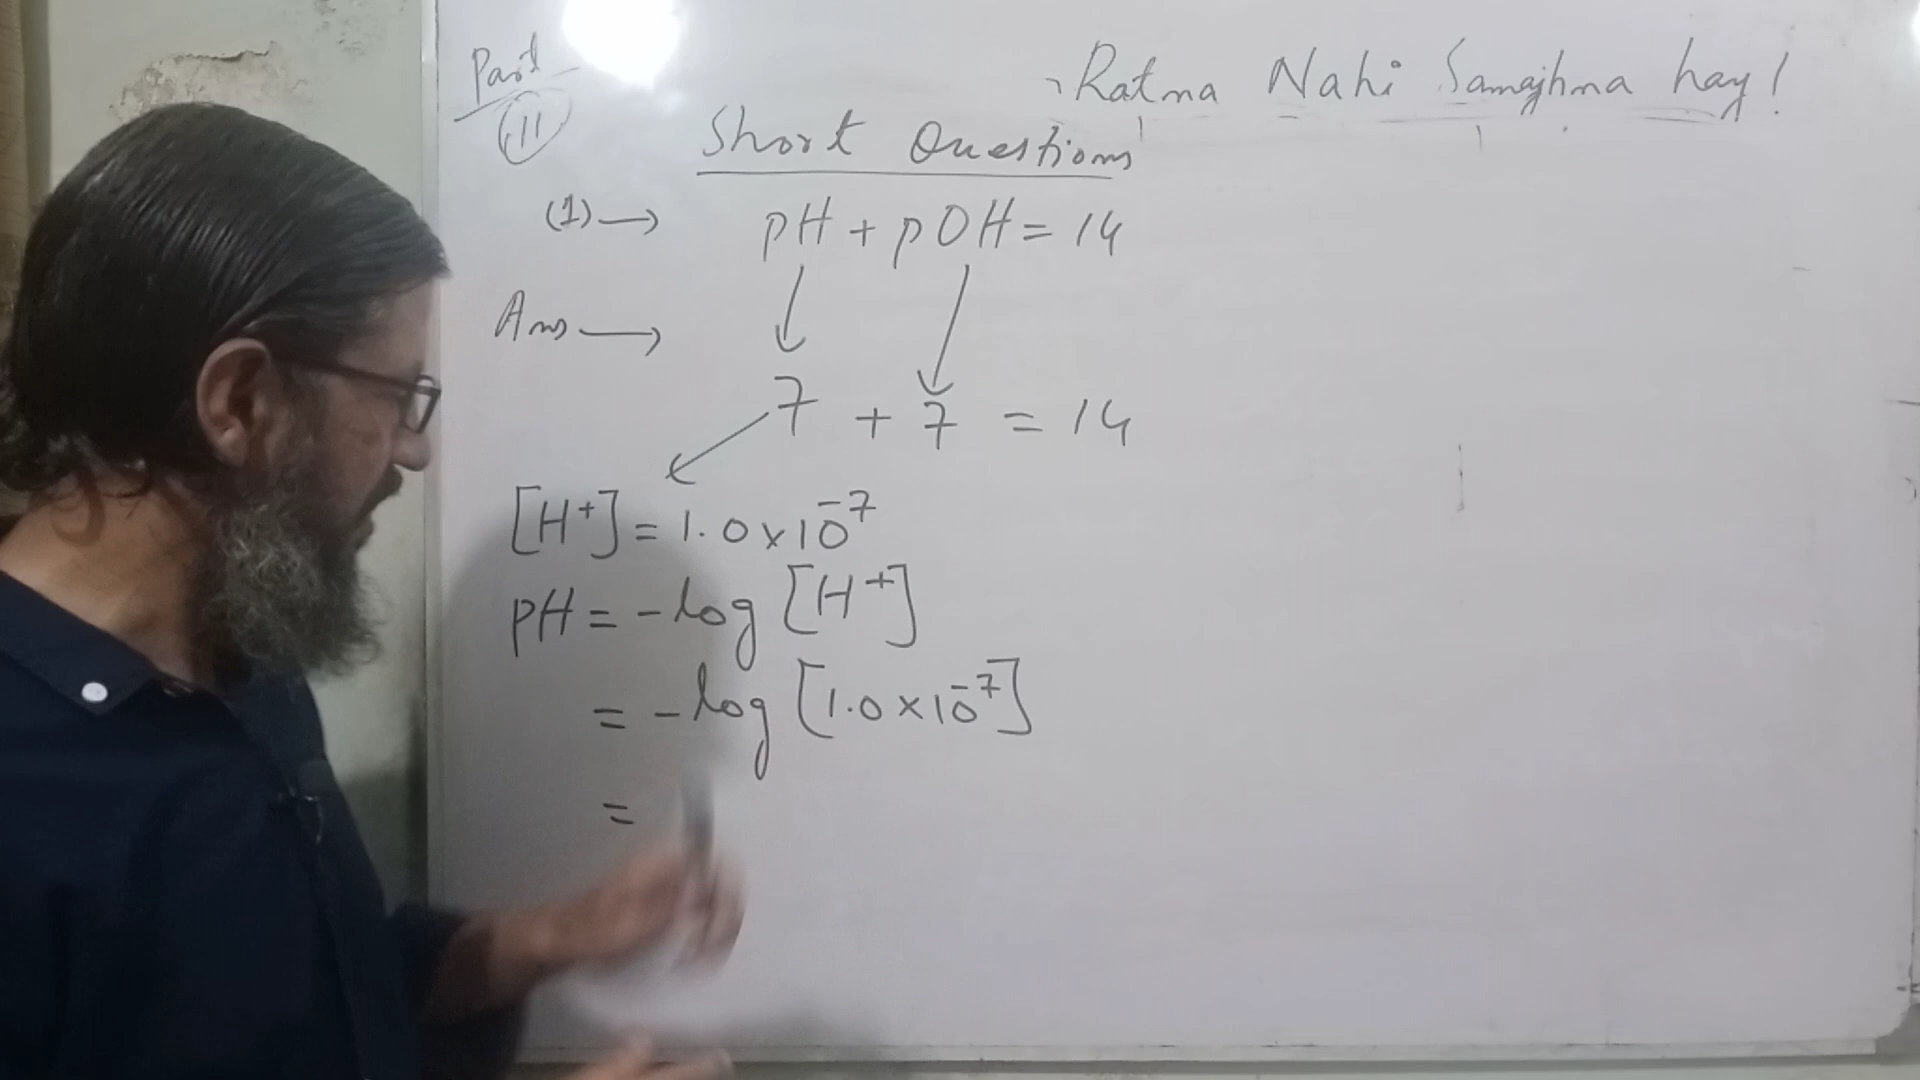 Part
11
Ratna Nahi Samajhna hay!
Short Questions
(1)→ pH + pOH = 14
Ans →
7 + 7 = 14
[H⁺] = 1.0 × 10⁻⁷
pH = -log [H⁺]
= -log [1.0 × 10⁻⁷]
=